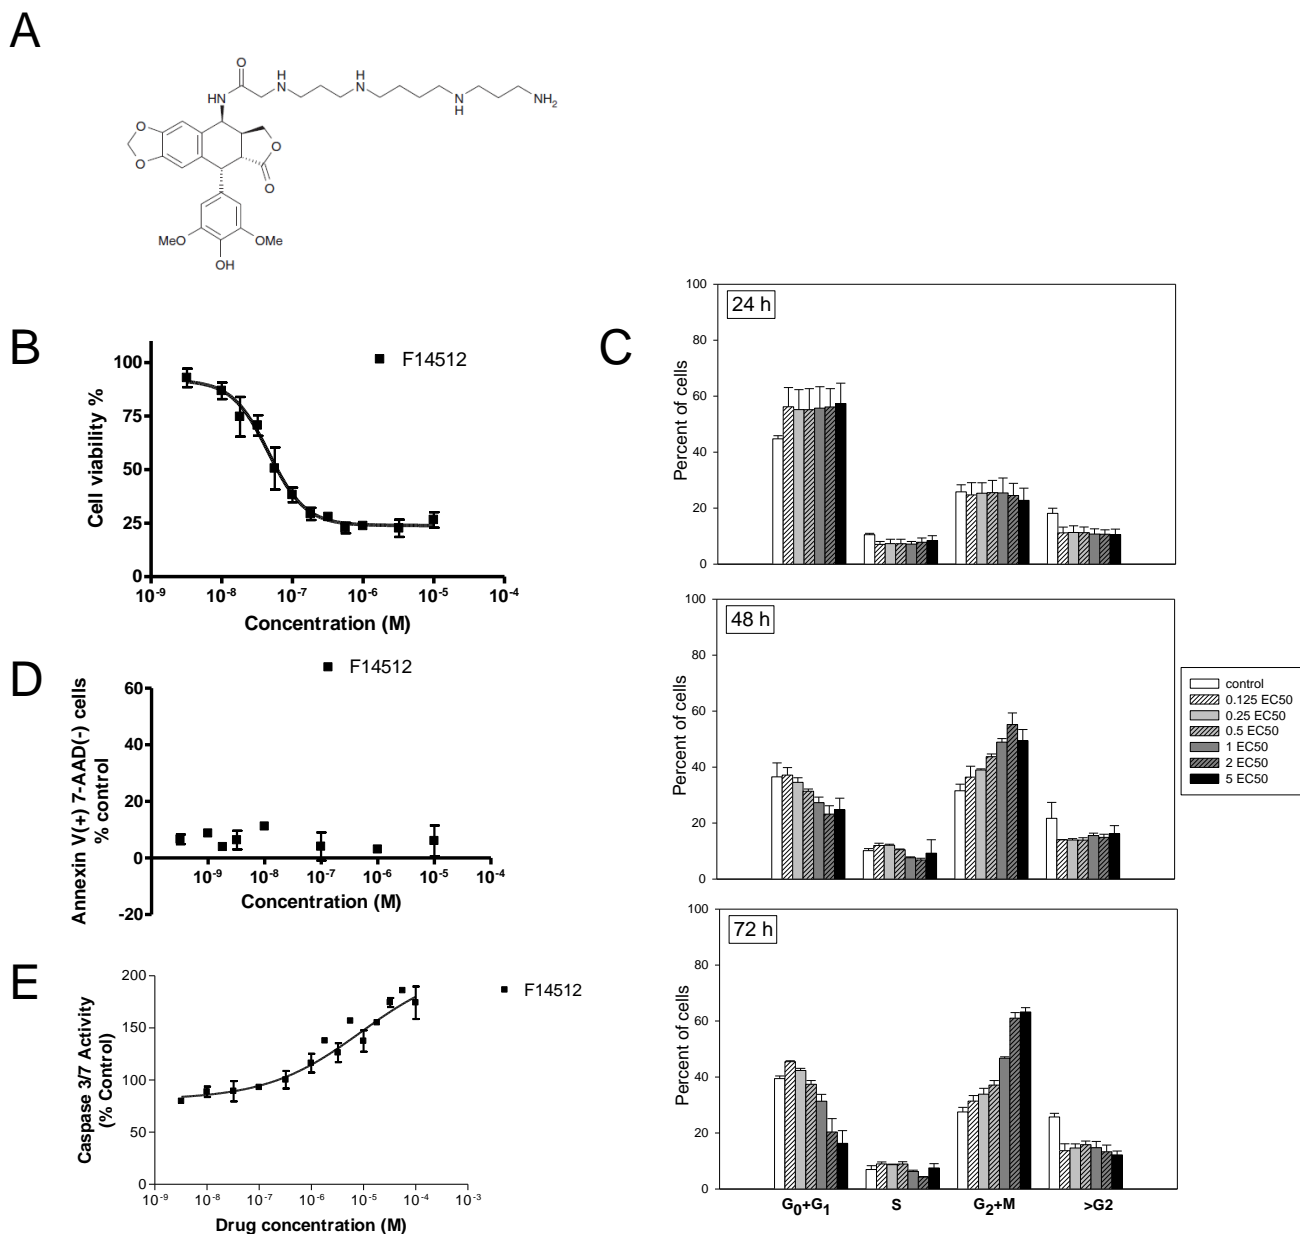 A
O
H
N
H
N
HN
N
H
NH2
O
O
O
O
MeO
OMe
OH
B
F14512
Cell viability %
100
75
50
25
0
10-9
10-8
10-7
10-6
10-5
10-4
Concentration (M)
C
24 h
Percent of cells
100
80
60
40
20
0
48 h
Percent of cells
100
80
60
40
20
0
control
0.125 EC50
0.25 EC50
0.5 EC50
1 EC50
2 EC50
5 EC50
72 h
Percent of cells
100
80
60
40
20
0
G0+G1
S
G2+M
>G2
D
F14512
Annexin V(+) 7-AAD(-) cells
% control
60
40
20
0
-20
10-9
10-8
10-7
10-6
10-5
10-4
Concentration (M)
E
F14512
Caspase 3/7 Activity
(% Control)
200
150
100
50
0
10-9
10-8
10-7
10-6
10-5
10-4
10-3
Drug concentration (M)